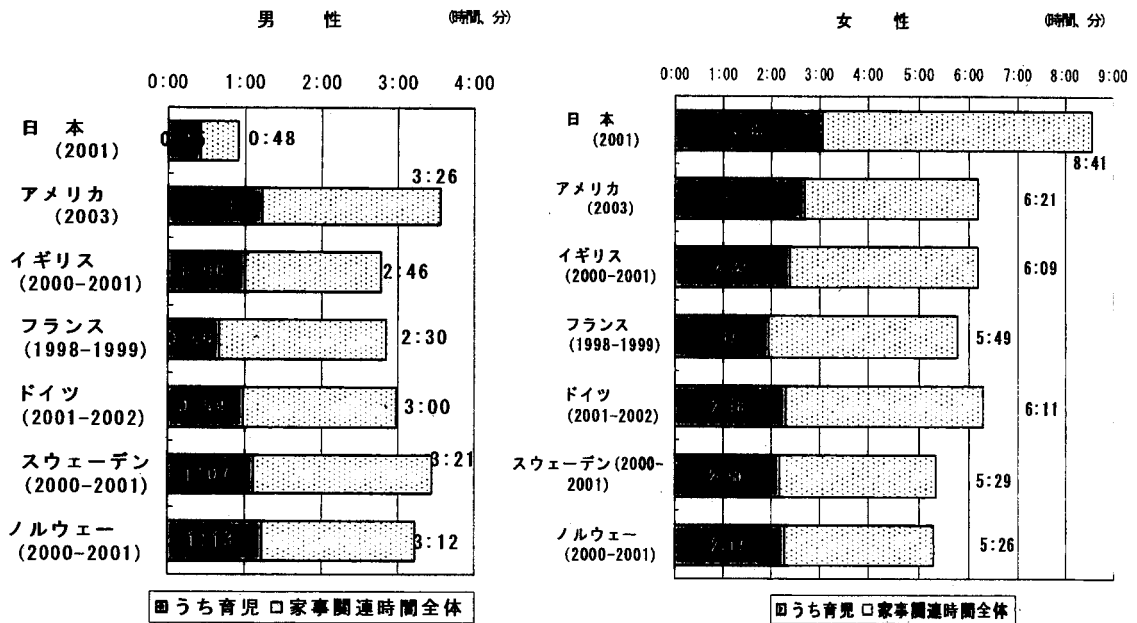 男 性 (時間、分)
0:00 1:00 2:00 3:00 4:00
日 本
(2001)
0:48
アメリカ
(2003)
3:26
イギリス
(2000-2001)
2:46
フランス
(1998-1999)
2:30
ドイツ
(2001-2002)
3:00
スウェーデン
(2000-2001)
3:21
ノルウェー
(2000-2001)
3:12
うち育児 家事関連時間全体
女 性 (時間、分)
0:00 1:00 2:00 3:00 4:00 5:00 6:00 7:00 8:00 9:00
日 本
(2001)
8:41
アメリカ
(2003)
6:21
イギリス
(2000-2001)
6:09
フランス
(1998-1999)
5:49
ドイツ
(2001-2002)
6:11
スウェーデン(2000-
2001)
5:29
ノルウェー
(2000-2001)
5:26
うち育児 家事関連時間全体